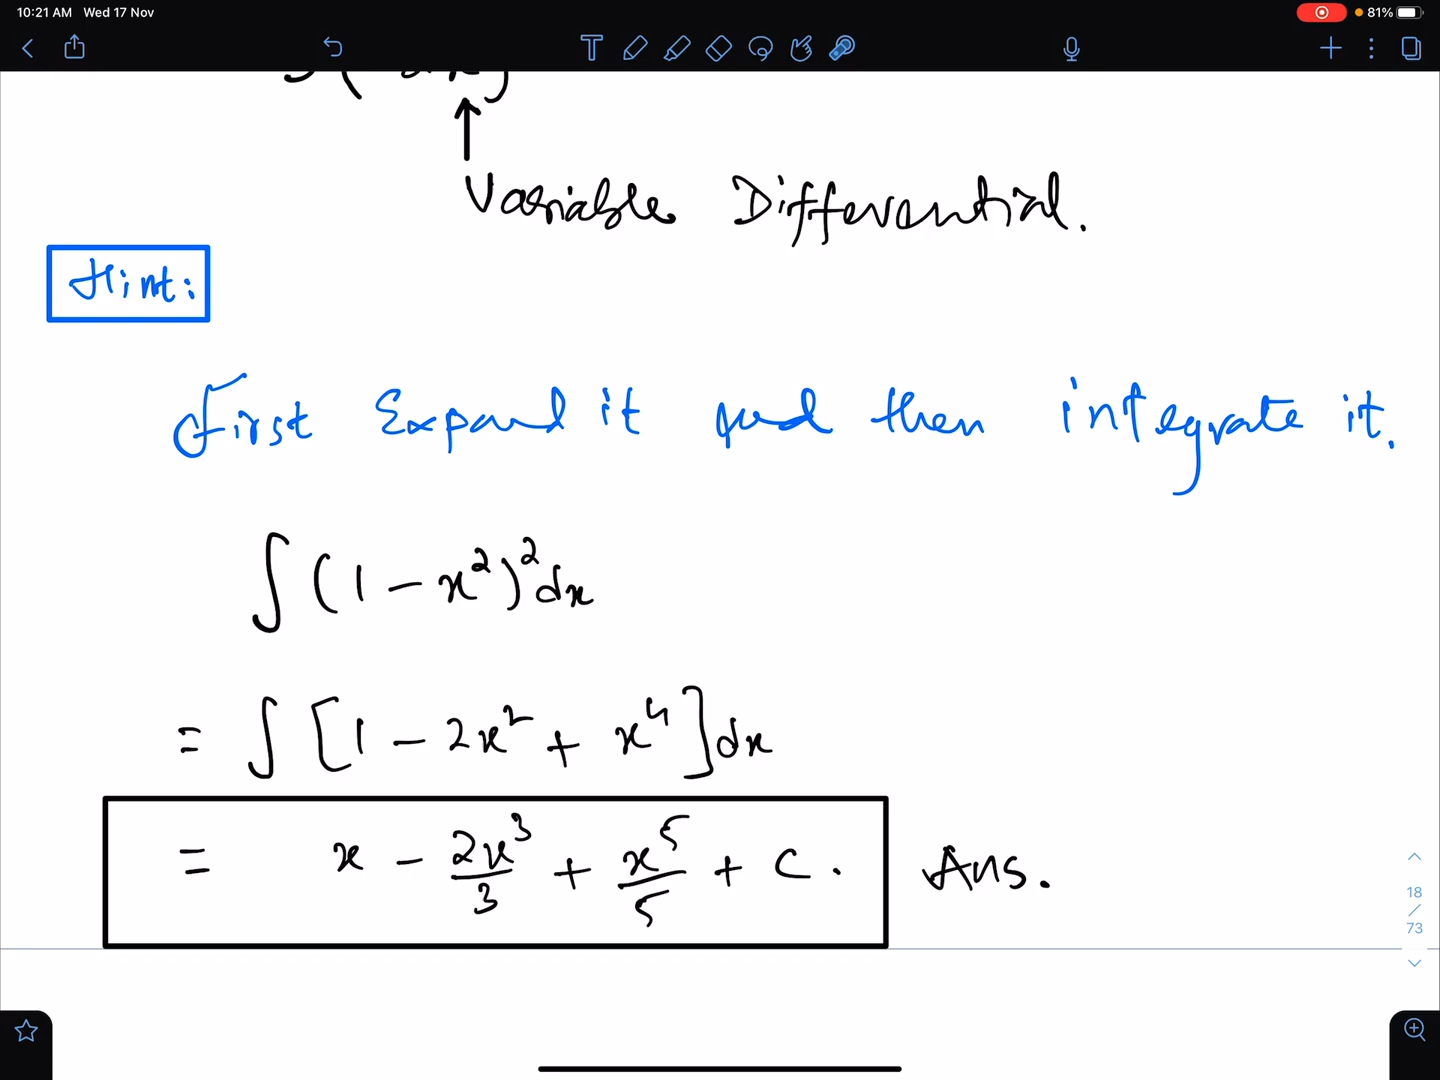 10:21 AM Wed 17 Nov
81%
T
Variable Differential.
Hint:
First Expand it and then integrate it.
∫ (1 - x²)² dx
= ∫ [1 - 2x² + x⁴] dx
= x - 2x³/3 + x⁵/5 + c. Ans.
18
/
73